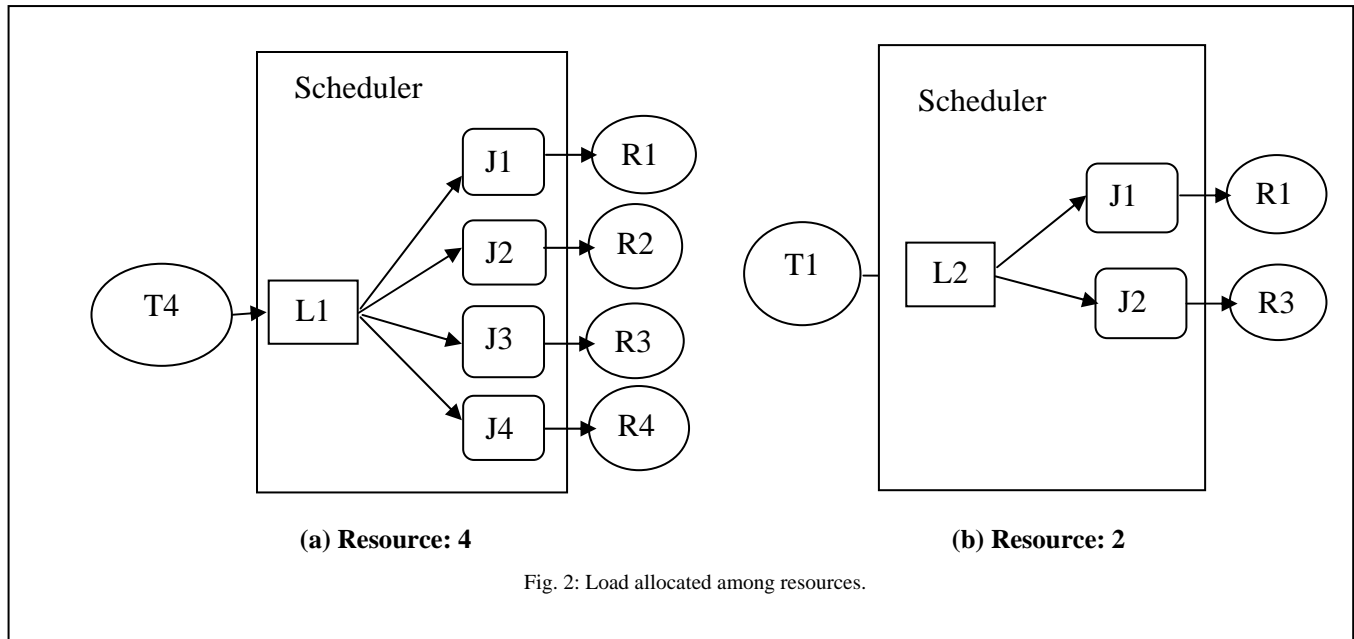 Scheduler
T4
L1
J1
J2
J3
J4
R1
R2
R3
R4
(a) Resource: 4
Scheduler
T1
L2
J1
J2
R1
R3
(b) Resource: 2
Fig. 2: Load allocated among resources.